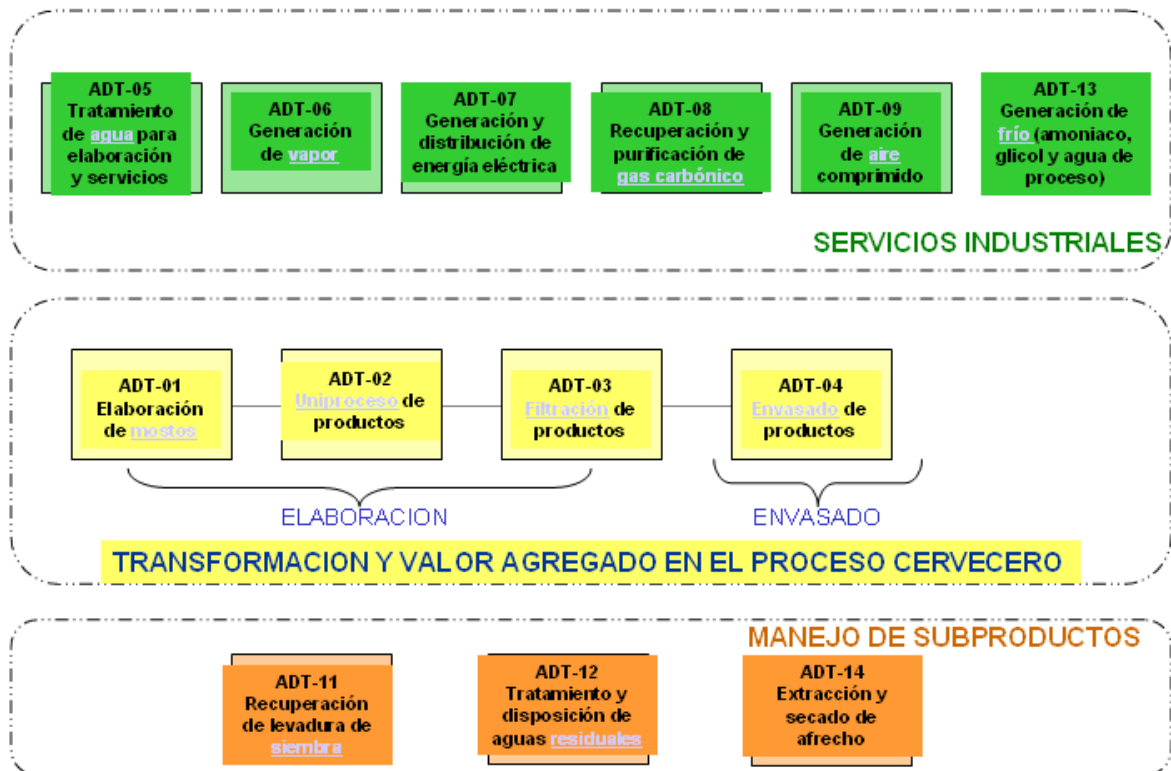 ADT-05
Tratamiento
de agua para
elaboración
y servicios
ADT-06
Generación
de vapor
ADT-07
Generación y
distribución de
energía eléctrica
ADT-08
Recuperación y
purificación de
gas carbónico
ADT-09
Generación
de aire
comprimido
ADT-13
Generación de
frío (amoniaco,
glicol y agua de
proceso)
SERVICIOS INDUSTRIALES
ADT-01
Elaboración
de mostos
ADT-02
Uniproceso de
productos
ADT-03
Filtración de
productos
ADT-04
Envasado de
productos
ELABORACION
ENVASADO
TRANSFORMACION Y VALOR AGREGADO EN EL PROCESO CERVECERO
MANEJO DE SUBPRODUCTOS
ADT-11
Recuperación
de levadura de
siembra
ADT-12
Tratamiento y
disposición de
aguas residuales
ADT-14
Extracción y
secado de
afrecho